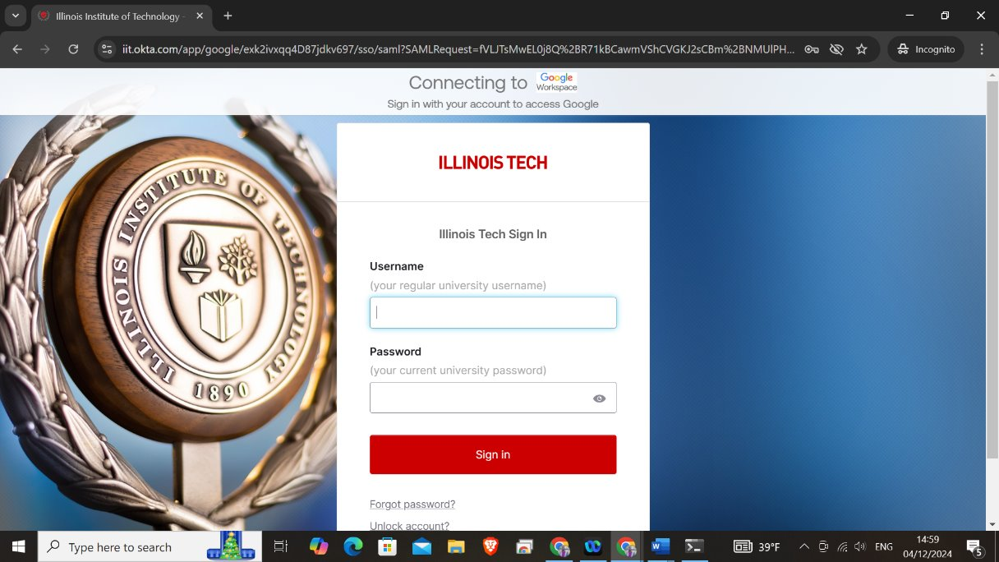 Illinois Institute of Technology -
iit.okta.com/app/google/exk2ivxqq4D87jdkv697/sso/saml?SAMLRequest=fVLJTsMwEL0j8Q%2BR71kBCawmVShCVGKJ2sCBm%2BNMUlPH...
Incognito
Connecting to Google Workspace
Sign in with your account to access Google
ILLINOIS INSTITUTE OF TECHNOLOGY
1890
ILLINOIS TECH
Illinois Tech Sign In
Username
(your regular university username)
Password
(your current university password)
Sign in
Forgot password?
Unlock account?
Type here to search
39°F
ENG
14:59
04/12/2024
5